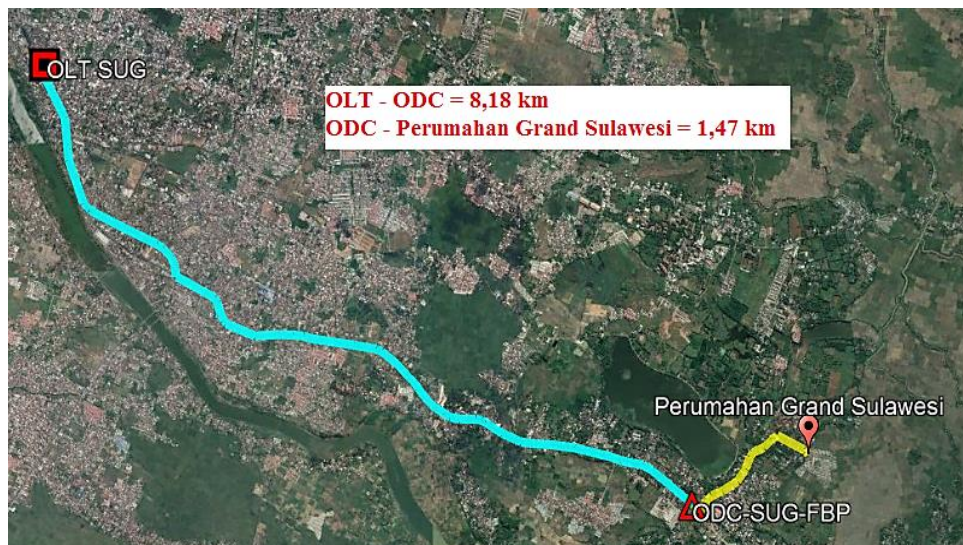 OLT-SUG
OLT - ODC = 8,18 km
ODC - Perumahan Grand Sulawesi = 1,47 km
Perumahan Grand Sulawesi
ODC-SUG-FBP